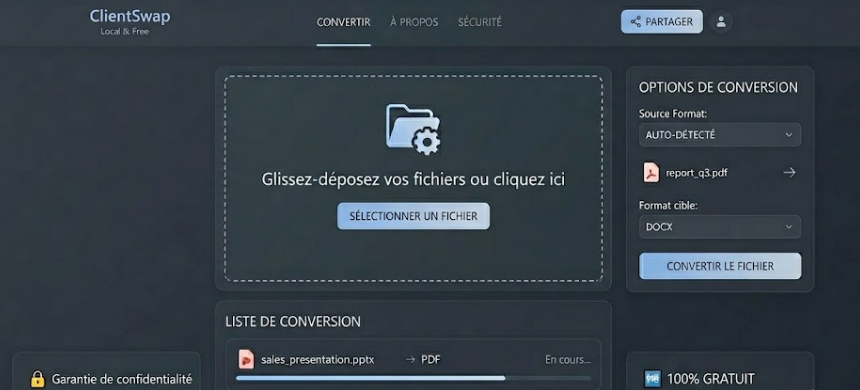 ClientSwap
Local & Free
CONVERTIR
À PROPOS
SÉCURITÉ
PARTAGER
Glissez-déposez vos fichiers ou cliquez ici
SÉLECTIONNER UN FICHIER
OPTIONS DE CONVERSION
Source Format:
AUTO-DÉTECTÉ
report_q3.pdf
Format cible:
DOCX
CONVERTIR LE FICHIER
LISTE DE CONVERSION
sales_presentation.pptx → PDF En cours...
Garantie de confidentialité
100% GRATUIT